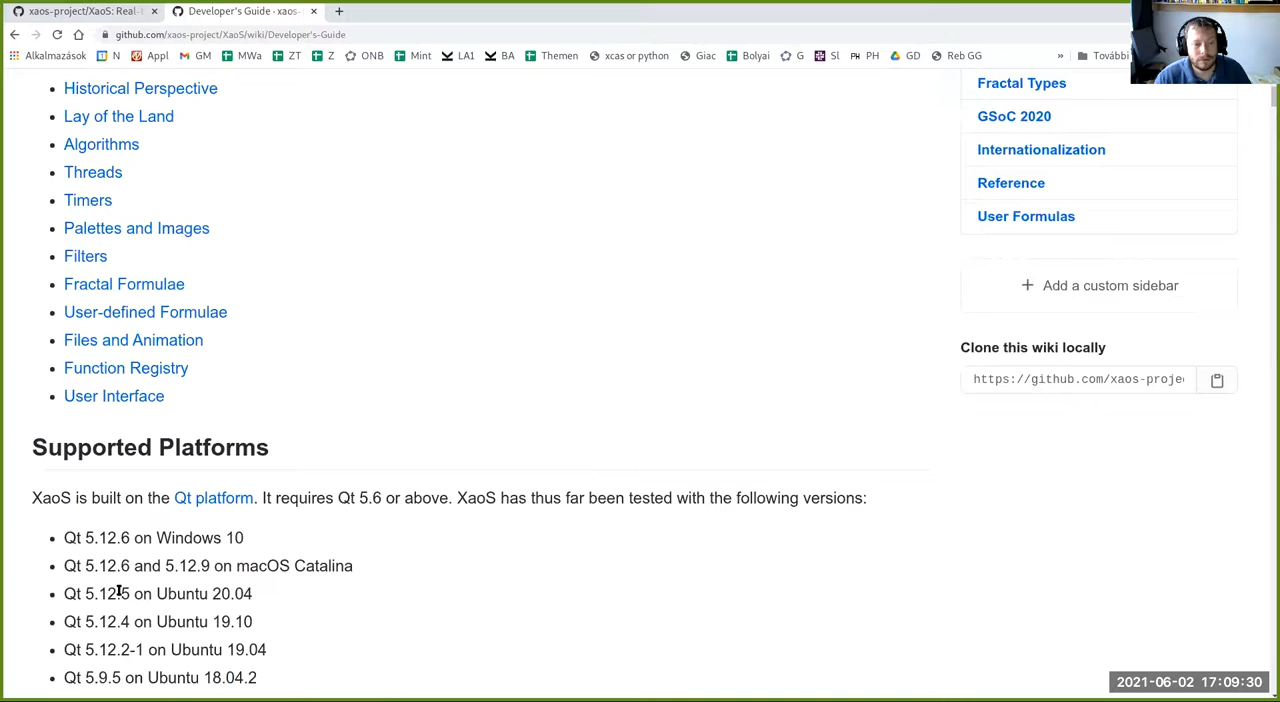 xaos-project/XaoS: Real-
Developer's Guide · xaos-
github.com/xaos-project/XaoS/wiki/Developer's-Guide
Alkalmazások N Appl GM MWa ZT Z ONB Mint LA1 BA Themen xcas or python Giac Bolyai G Sl PH GD Reb GG » További
Historical Perspective
Lay of the Land
Algorithms
Threads
Timers
Palettes and Images
Filters
Fractal Formulae
User-defined Formulae
Files and Animation
Function Registry
User Interface
Supported Platforms
XaoS is built on the Qt platform. It requires Qt 5.6 or above. XaoS has thus far been tested with the following versions:
Qt 5.12.6 on Windows 10
Qt 5.12.6 and 5.12.9 on macOS Catalina
Qt 5.12.5 on Ubuntu 20.04
Qt 5.12.4 on Ubuntu 19.10
Qt 5.12.2-1 on Ubuntu 19.04
Qt 5.9.5 on Ubuntu 18.04.2
Fractal Types
GSoC 2020
Internationalization
Reference
User Formulas
+ Add a custom sidebar
Clone this wiki locally
https://github.com/xaos-proje
2021-06-02 17:09:30